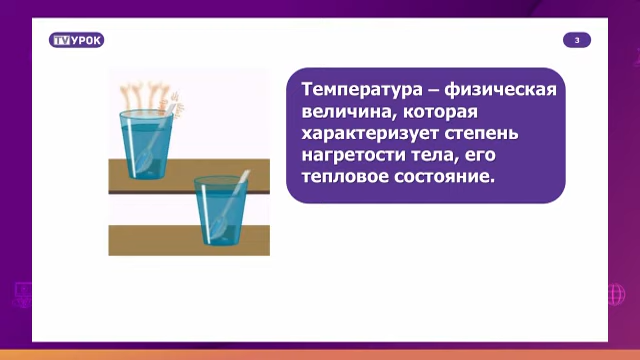 TVУРОК
3
Температура – физическая
величина, которая
характеризует степень
нагретости тела, его
тепловое состояние.